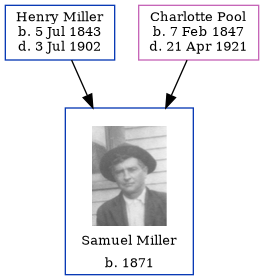 Henry Miller
b. 5 Jul 1843
d. 3 Jul 1902
Charlotte Pool
b. 7 Feb 1847
d. 21 Apr 1921
Samuel Miller
b. 1871